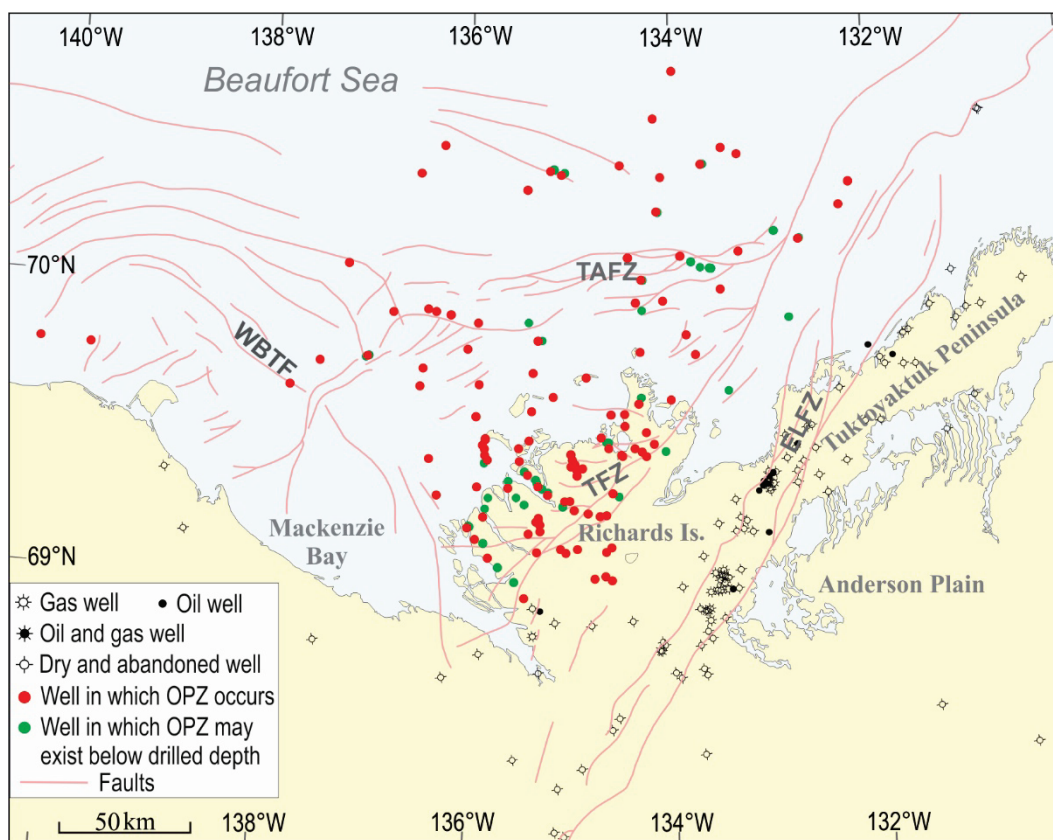 140°W 138°W 136°W 134°W 132°W
Beaufort Sea
70°N
TAFZ
WBTF
Tuktoyaktuk Peninsula
ELFZ
TFZ
Mackenzie
Bay
Richards Is.
69°N
Anderson Plain
Gas well Oil well
Oil and gas well
Dry and abandoned well
Well in which OPZ occurs
Well in which OPZ may
exist below drilled depth
Faults
50 km
138°W 136°W 134°W 132°W